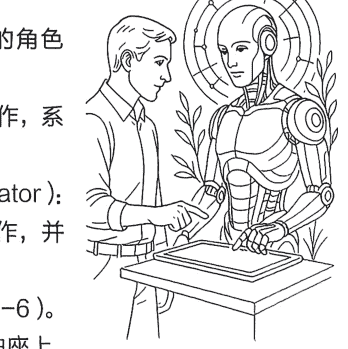 的角色
作，系
ator）：
作，并
-6）。